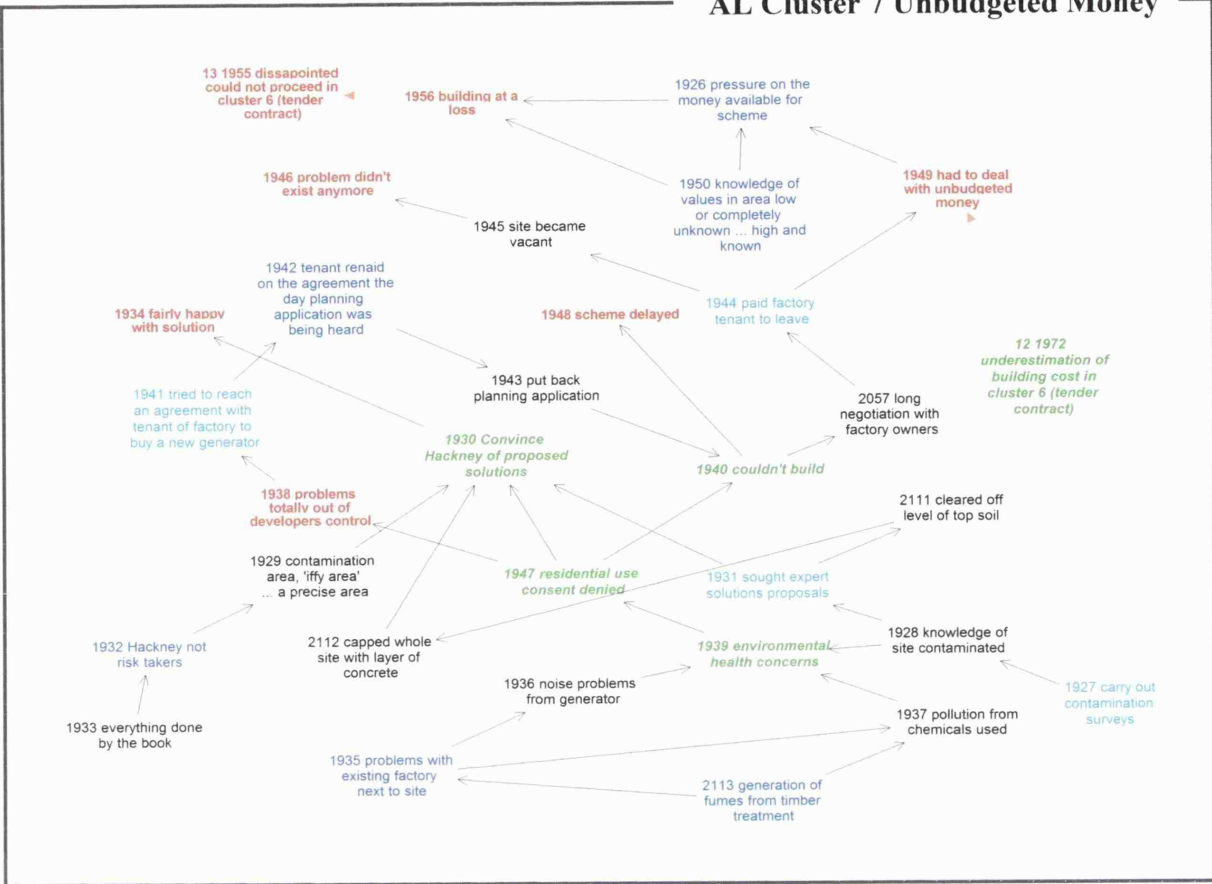 AL Cluster 7 Unbudgeted Money
13 1955 dissapointed
could not proceed in
cluster 6 (tender
contract)
1956 building at a
loss
1926 pressure on the
money available for
scheme
1946 problem didn't
exist anymore
1950 knowledge of
values in area low
or completely
unknown ... high and
known
1949 had to deal
with unbudgeted
money
1945 site became
vacant
1942 tenant renaid
on the agreement the
day planning
application was
being heard
1934 fairly happy
with solution
1948 scheme delayed
1944 paid factory
tenant to leave
12 1972
underestimation of
building cost in
cluster 6 (tender
contract)
1943 put back
planning application
1941 tried to reach
an agreement with
tenant of factory to
buy a new generator
2057 long
negotiation with
factory owners
1930 Convince
Hackney of proposed
solutions
1940 couldn't build
1938 problems
totally out of
developers control
2111 cleared off
level of top soil
1929 contamination
area, 'iffy area'
... a precise area
1947 residential use
consent denied
1931 sought expert
solutions proposals
1932 Hackney not
risk takers
2112 capped whole
site with layer of
concrete
1939 environmental
health concerns
1928 knowledge of
site contaminated
1936 noise problems
from generator
1927 carry out
contamination
surveys
1933 everything done
by the book
1937 pollution from
chemicals used
1935 problems with
existing factory
next to site
2113 generation of
fumes from timber
treatment